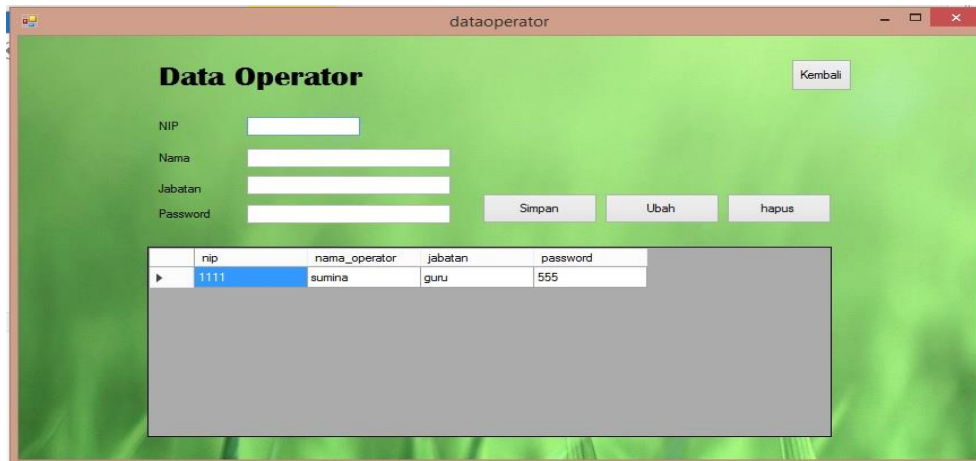 dataoperator
Data Operator
Kembali
NIP
Nama
Jabatan
Password
Simpan Ubah hapus
nip nama_operator jabatan password
1111 sumina guru 555